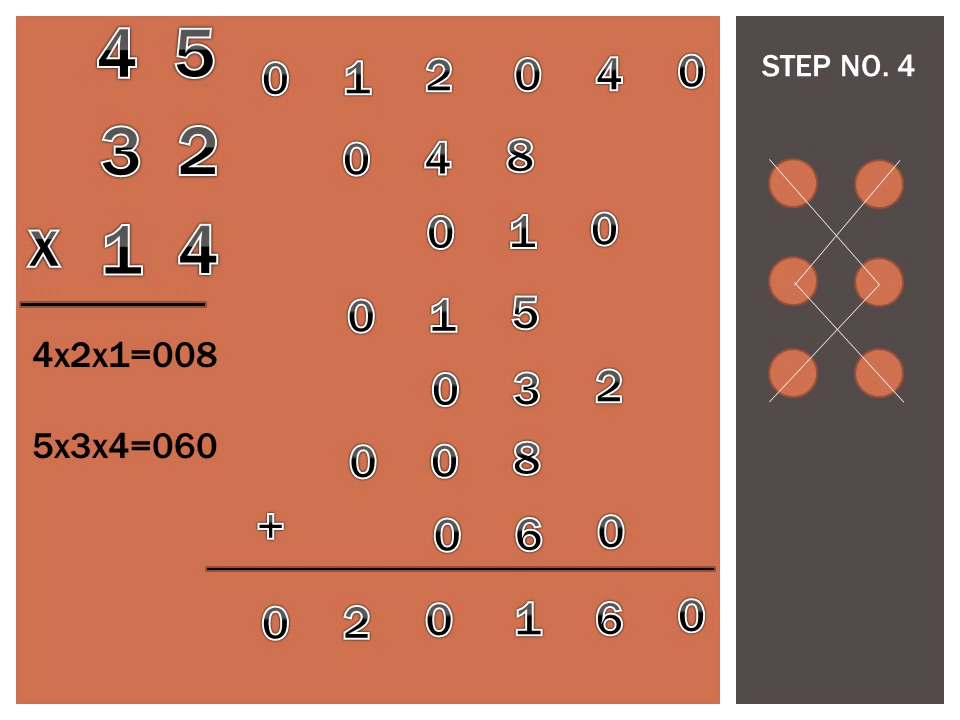 4 5
3 2
x 1 4
4x2x1=008
5x3x4=060
0 1 2 0 4 0
0 4 8
0 1 0
0 1 5
0 3 2
0 0 8
+ 0 6 0
0 2 0 1 6 0
STEP NO. 4